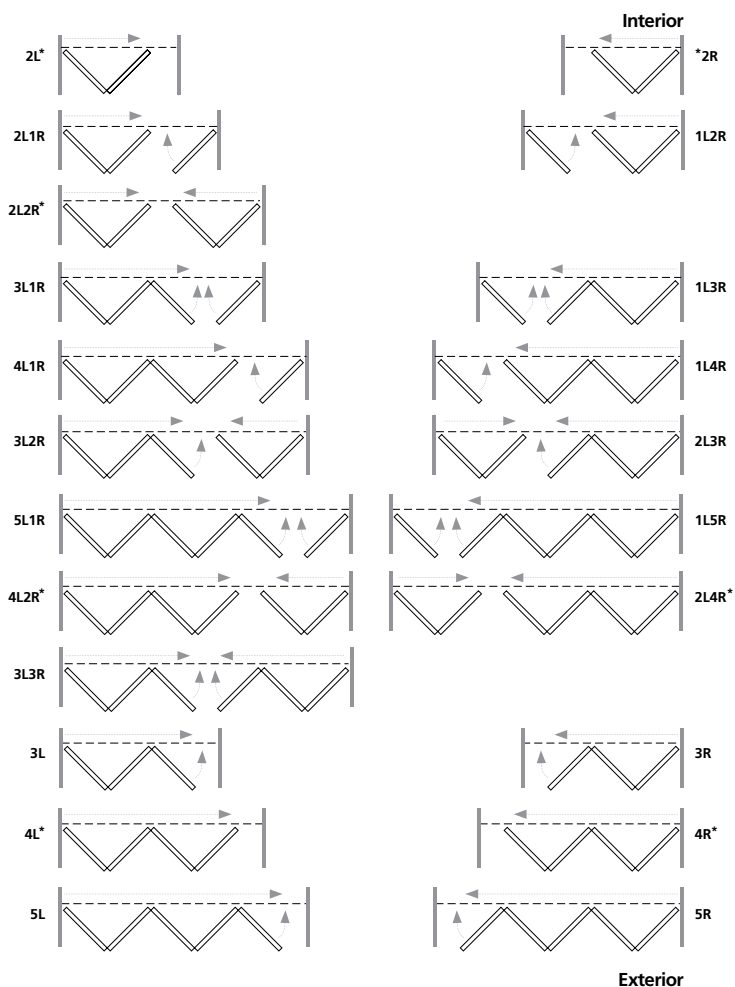 Interior
2L*
*2R
2L1R
1L2R
2L2R*
3L1R
1L3R
4L1R
1L4R
3L2R
2L3R
5L1R
1L5R
4L2R*
2L4R*
3L3R
3L
3R
4L*
4R*
5L
5R
Exterior